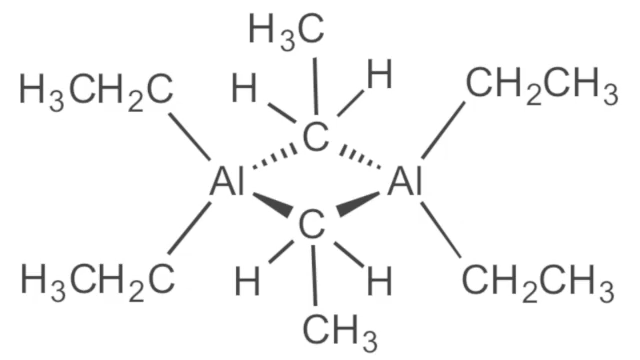 H₃C
H₃CH₂C H H CH₂CH₃
C
Al Al
C
H₃CH₂C H H CH₂CH₃
CH₃